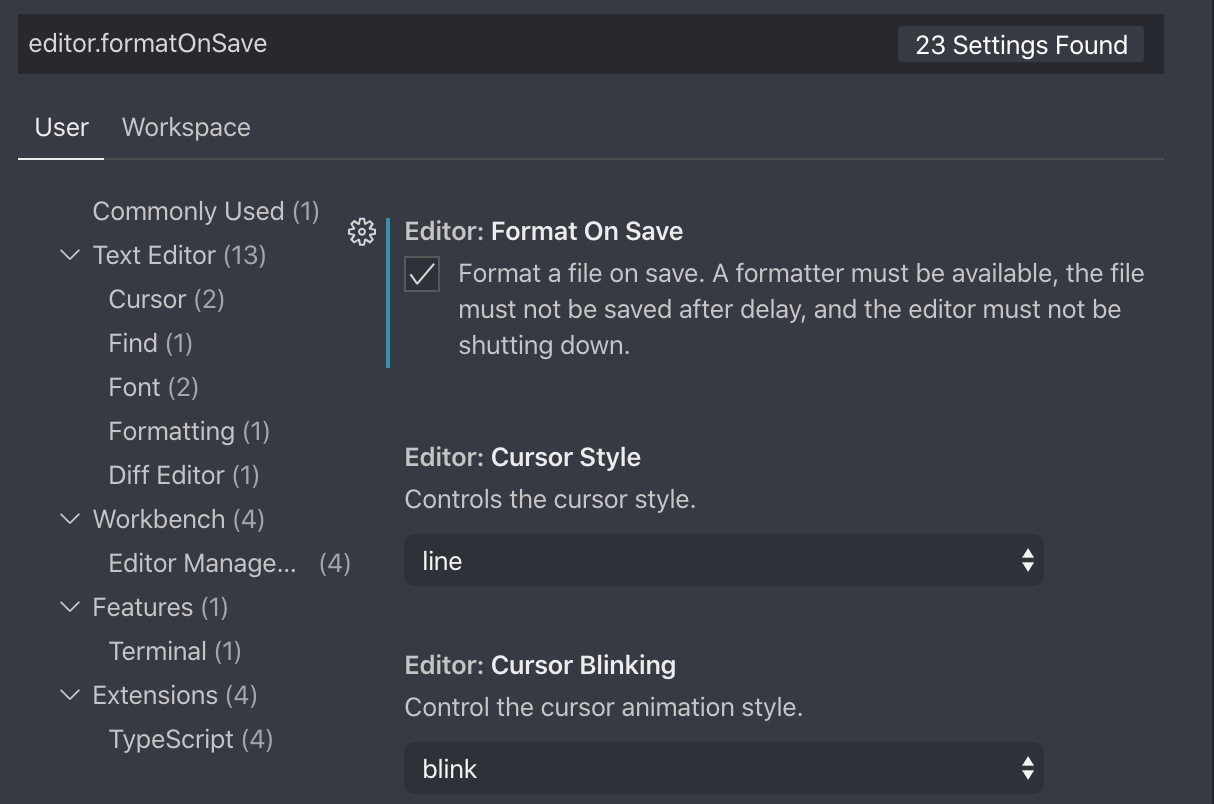 editor.formatOnSave
23 Settings Found
User
Workspace
Commonly Used (1)
Text Editor (13)
Cursor (2)
Find (1)
Font (2)
Formatting (1)
Diff Editor (1)
Workbench (4)
Editor Manage... (4)
Features (1)
Terminal (1)
Extensions (4)
TypeScript (4)
Editor: Format On Save
Format a file on save. A formatter must be available, the file
must not be saved after delay, and the editor must not be
shutting down.
Editor: Cursor Style
Controls the cursor style.
line
Editor: Cursor Blinking
Control the cursor animation style.
blink